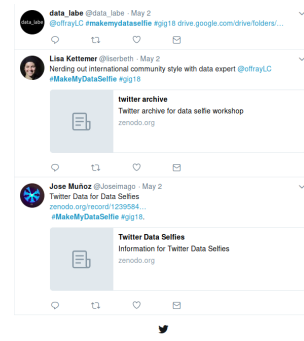 data_labe @data_labe · May 2
@offrayLC #makemydataselfie #gig18 drive.google.com/drive/folders/…
Lisa Kettemer @liserbeth · May 2
Nerding out international community style with data expert @offrayLC
#MakeMyDataSelfie #gig18
twitter archive
Twitter archive for data selfie workshop
zenodo.org
Jose Muñoz @Joseimago · May 2
Twitter Data for Data Selfies
zenodo.org/record/1239584…
#MakeMyDataSelfie #gig18.
Twitter Data Selfies
Information for Twitter Data Selfies
zenodo.org